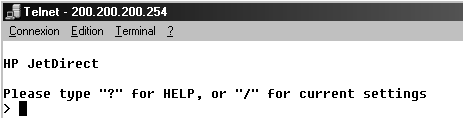 Telnet - 200.200.200.254
Connexion Edition Terminal ?
HP JetDirect
Please type "?" for HELP, or "/" for current settings
>